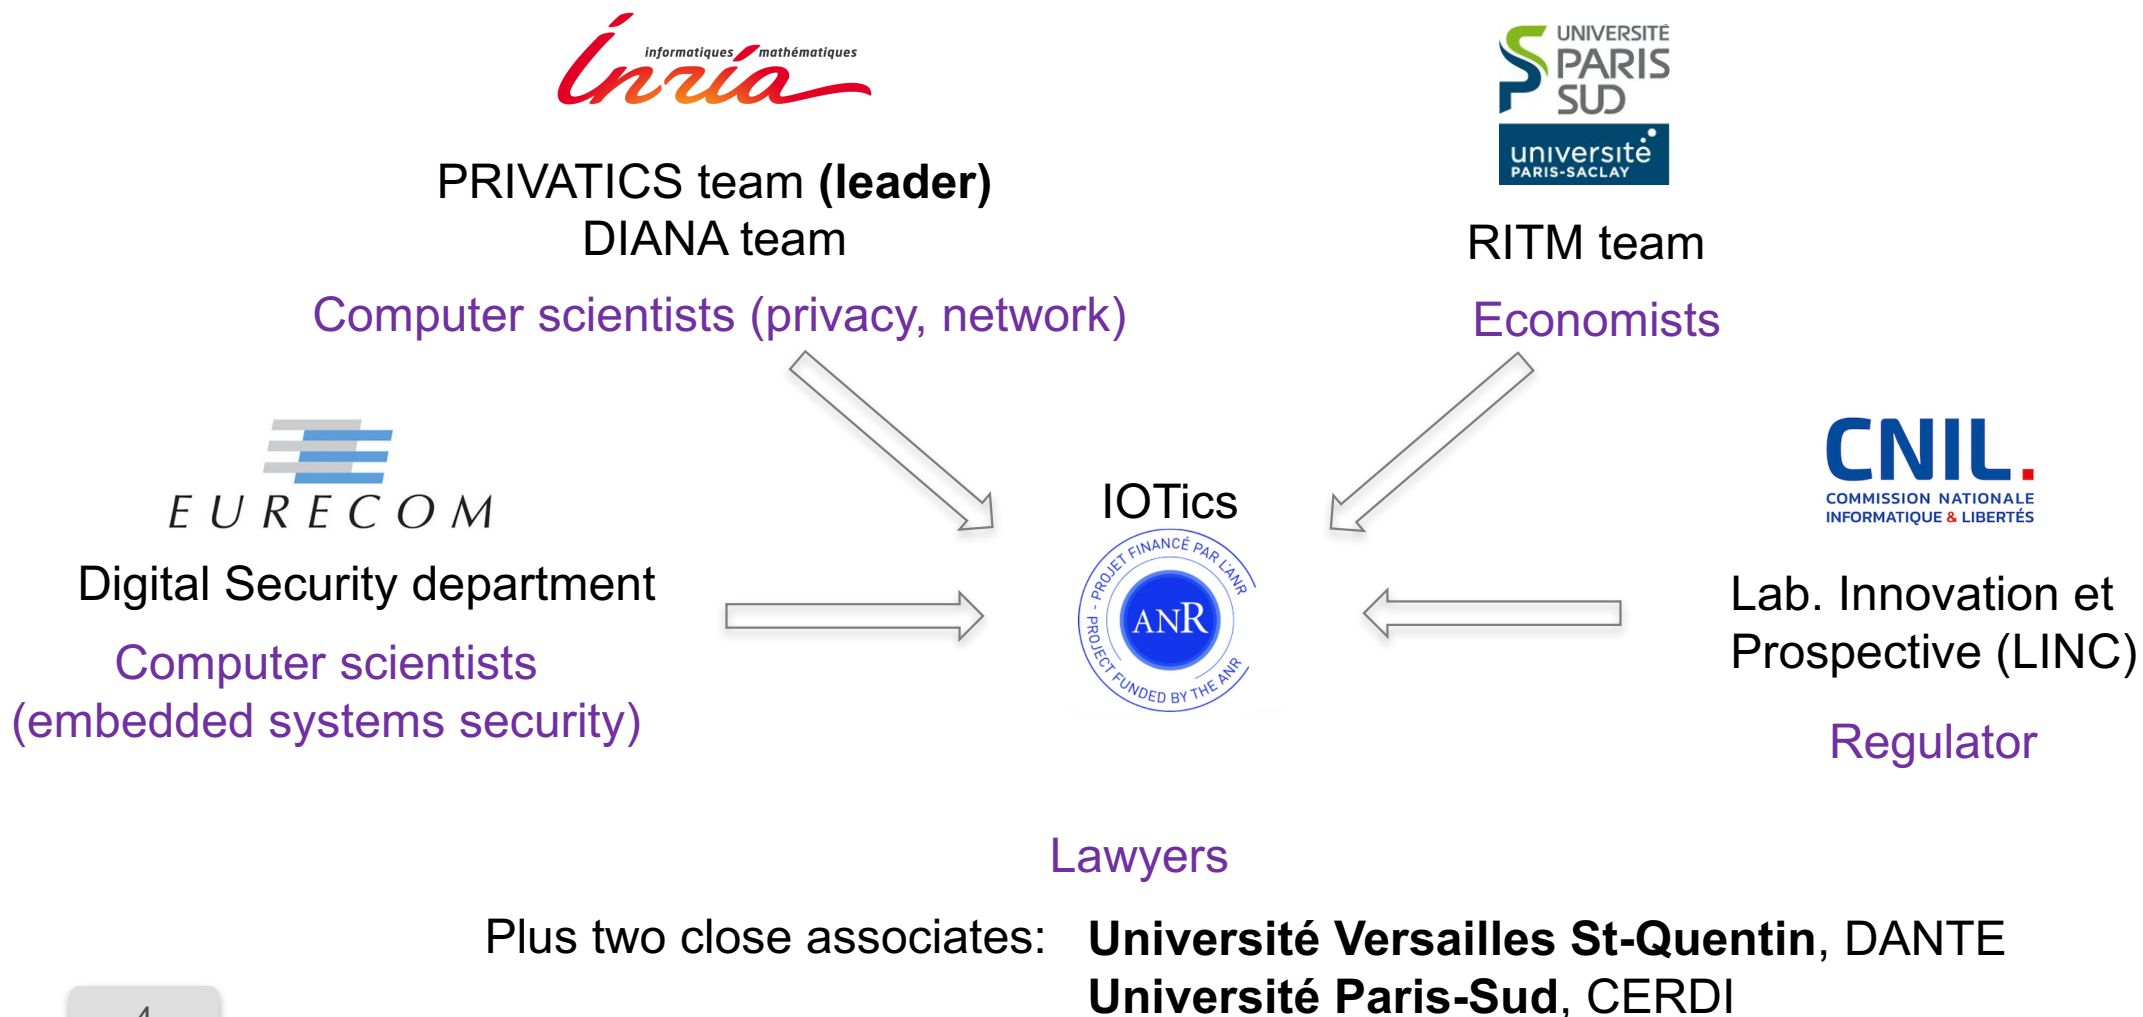 informatiques mathématiques
inria
UNIVERSITÉ
PARIS
SUD
université
PARIS-SACLAY
PRIVATICS team (leader)
DIANA team
Computer scientists (privacy, network)
RITM team
Economists
EURECOM
Digital Security department
Computer scientists
(embedded systems security)
IOTics
PROJET FINANCÉ PAR L'ANR - PROJECT FUNDED BY THE ANR
ANR
CNIL.
COMMISSION NATIONALE
INFORMATIQUE & LIBERTÉS
Lab. Innovation et
Prospective (LINC)
Regulator
Lawyers
Plus two close associates: Université Versailles St-Quentin, DANTE
Université Paris-Sud, CERDI
4